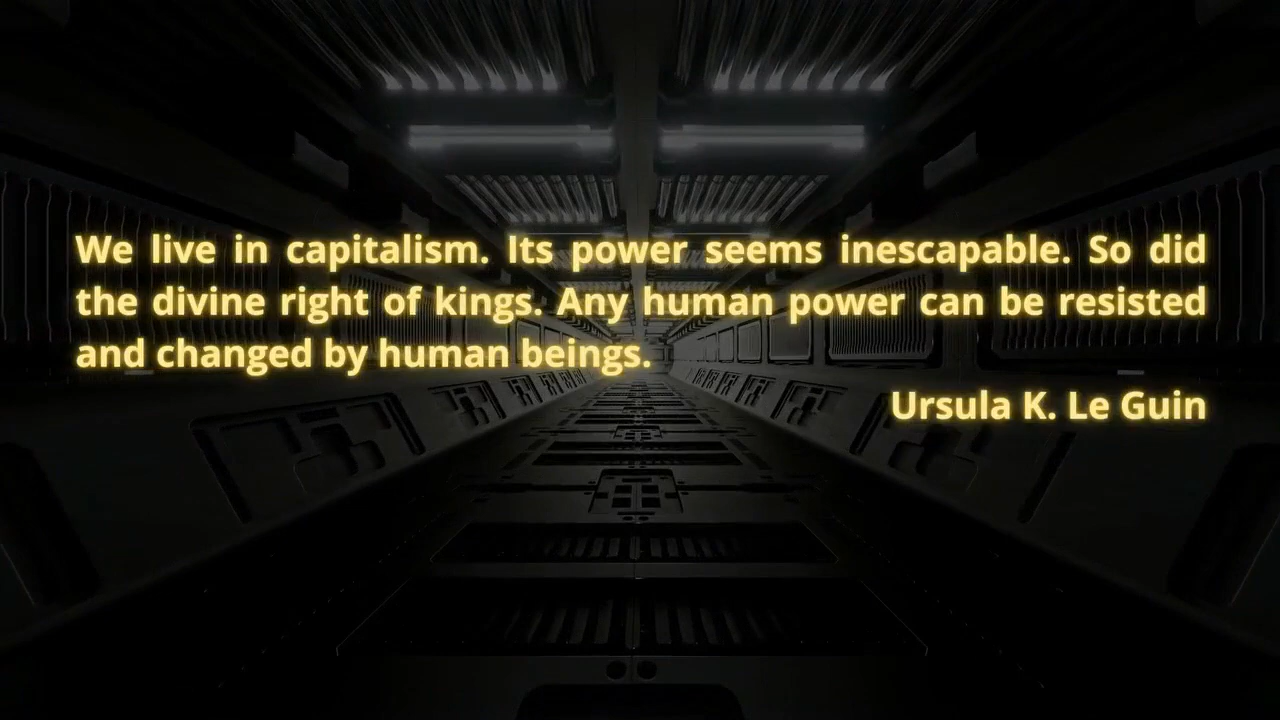 We live in capitalism. Its power seems inescapable. So did
the divine right of kings. Any human power can be resisted
and changed by human beings.
Ursula K. Le Guin